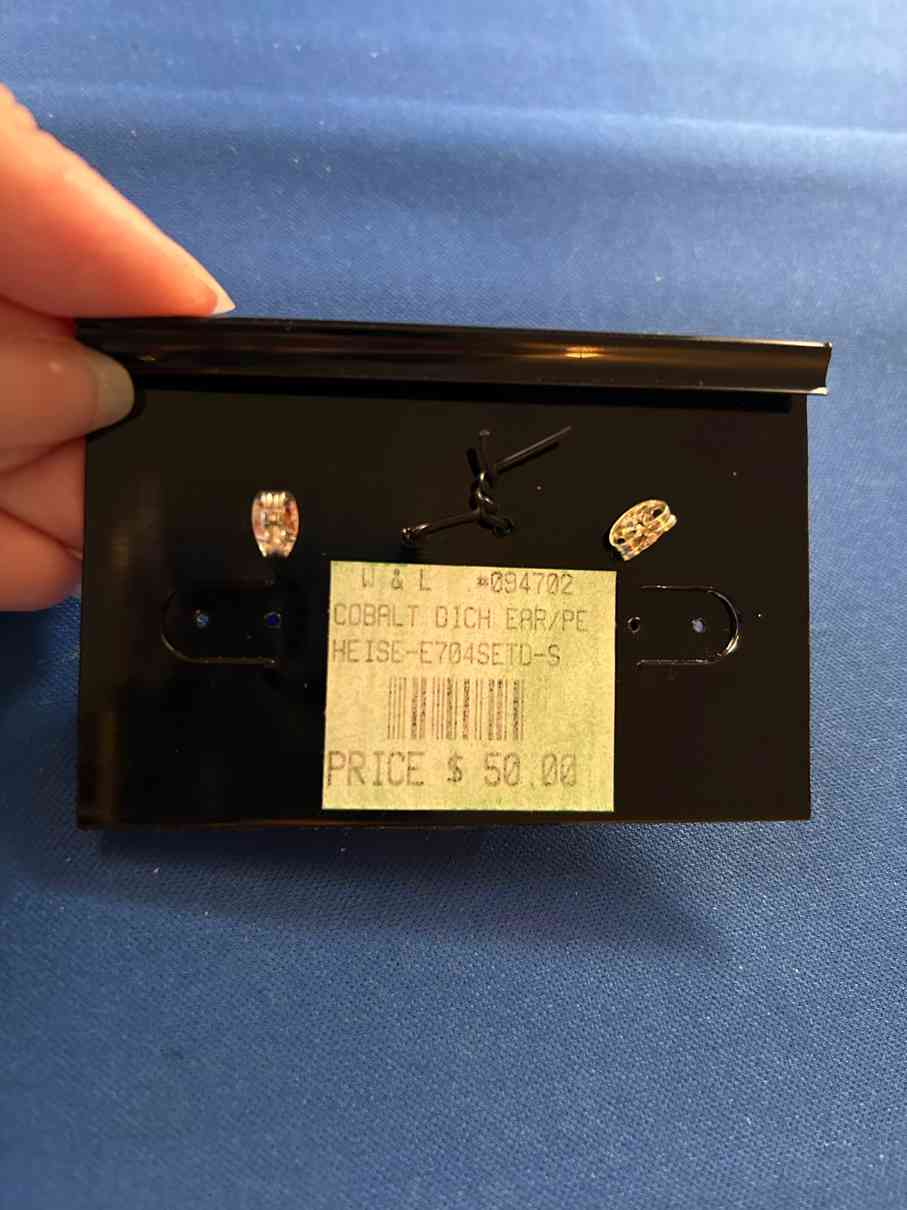 W & L *094702
COBALT DICH EAR/PE
HEISE-E704SETD-S
PRICE $ 50.00